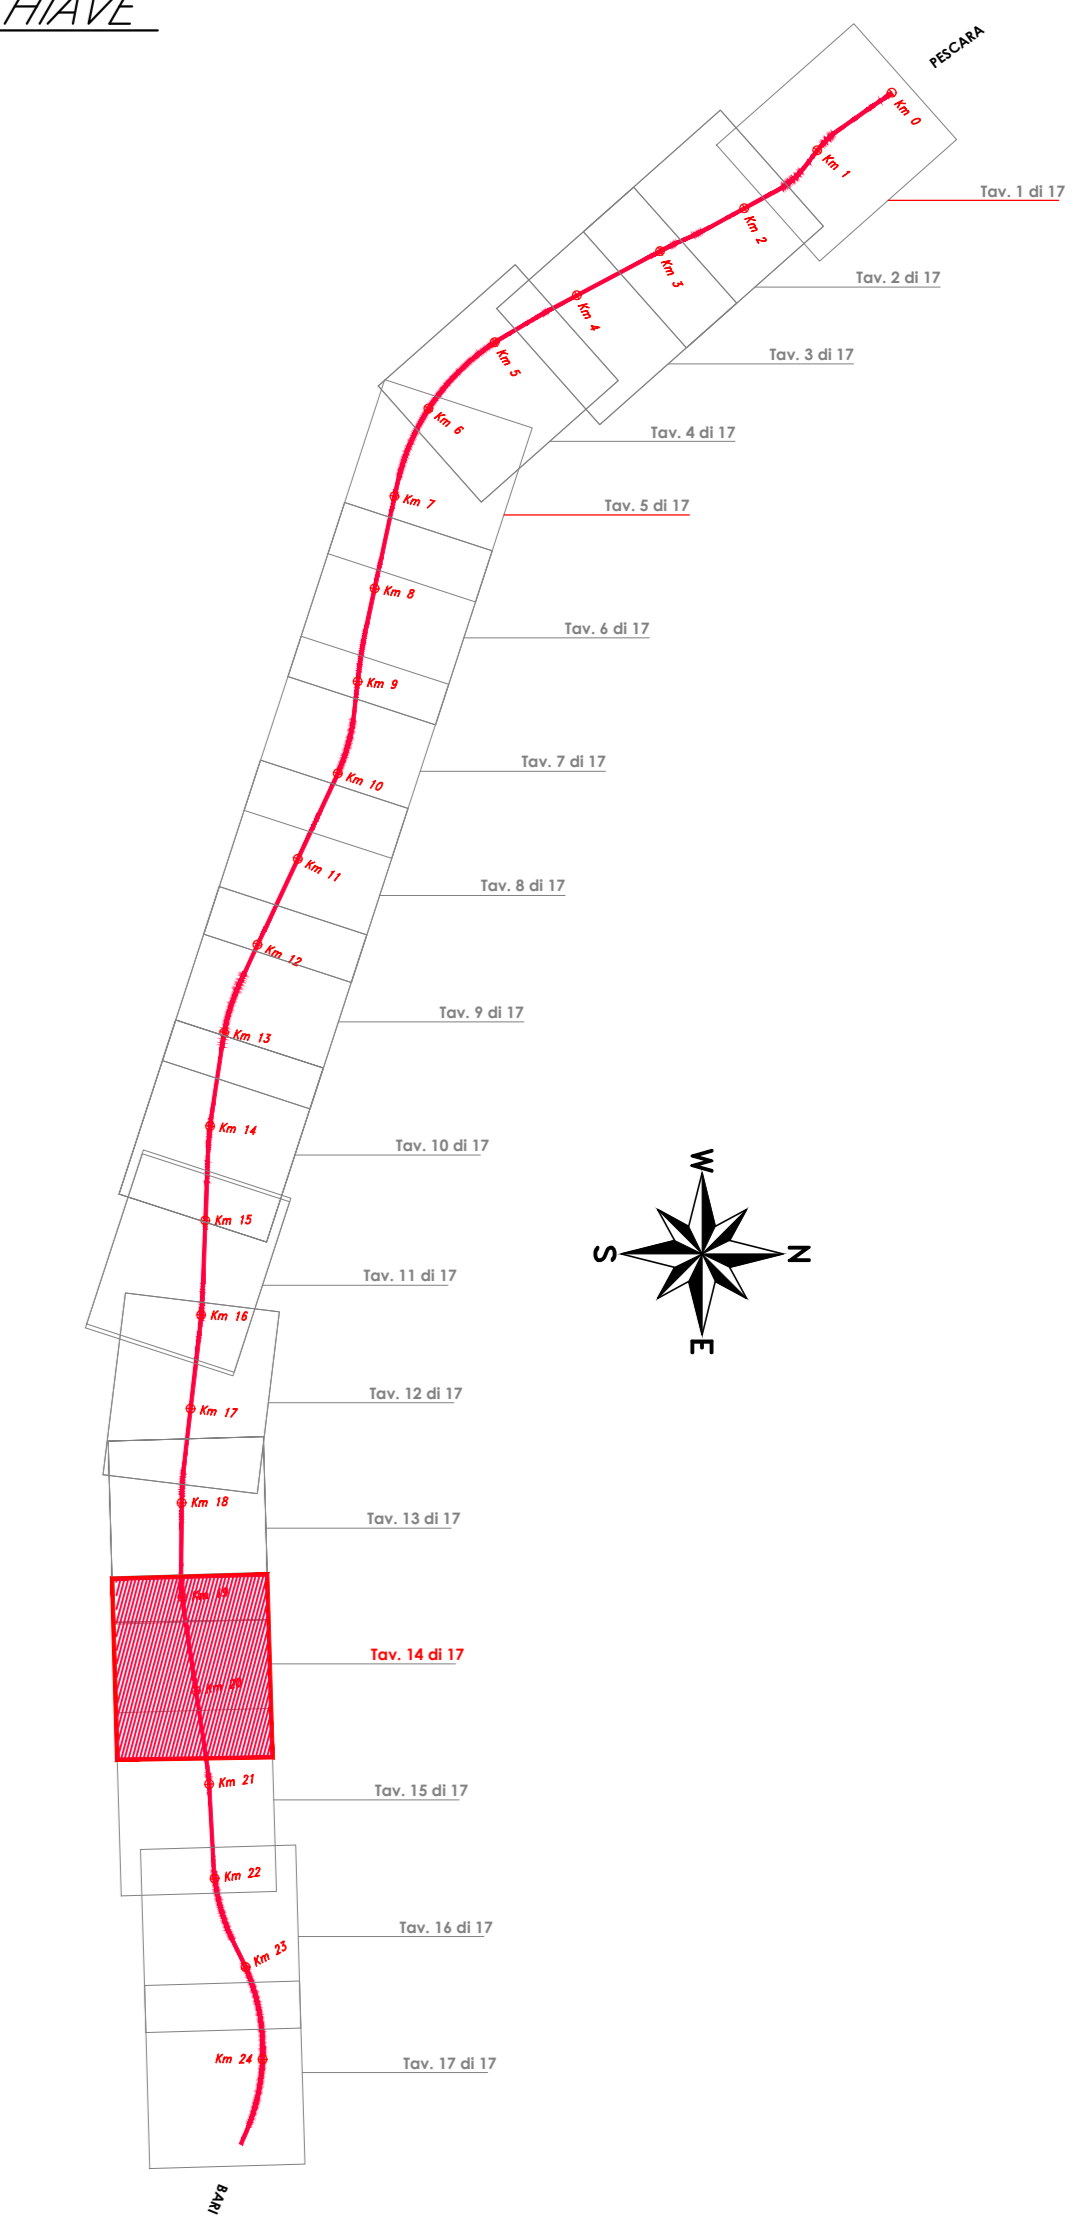 HIAVE
PESCARA
Km 0
Km 1
Tav. 1 di 17
Km 2
Km 3
Tav. 2 di 17
Km 4
Tav. 3 di 17
Km 5
Km 6
Tav. 4 di 17
Km 7
Tav. 5 di 17
Km 8
Tav. 6 di 17
Km 9
Tav. 7 di 17
Km 10
Km 11
Tav. 8 di 17
Km 12
Tav. 9 di 17
Km 13
Km 14
Tav. 10 di 17
W
Km 15
N
S
Tav. 11 di 17
Km 16
E
Tav. 12 di 17
Km 17
Km 18
Tav. 13 di 17
Km 19
Tav. 14 di 17
Km 20
Km 21
Tav. 15 di 17
Km 22
Tav. 16 di 17
Km 23
Km 24
Tav. 17 di 17
BARI